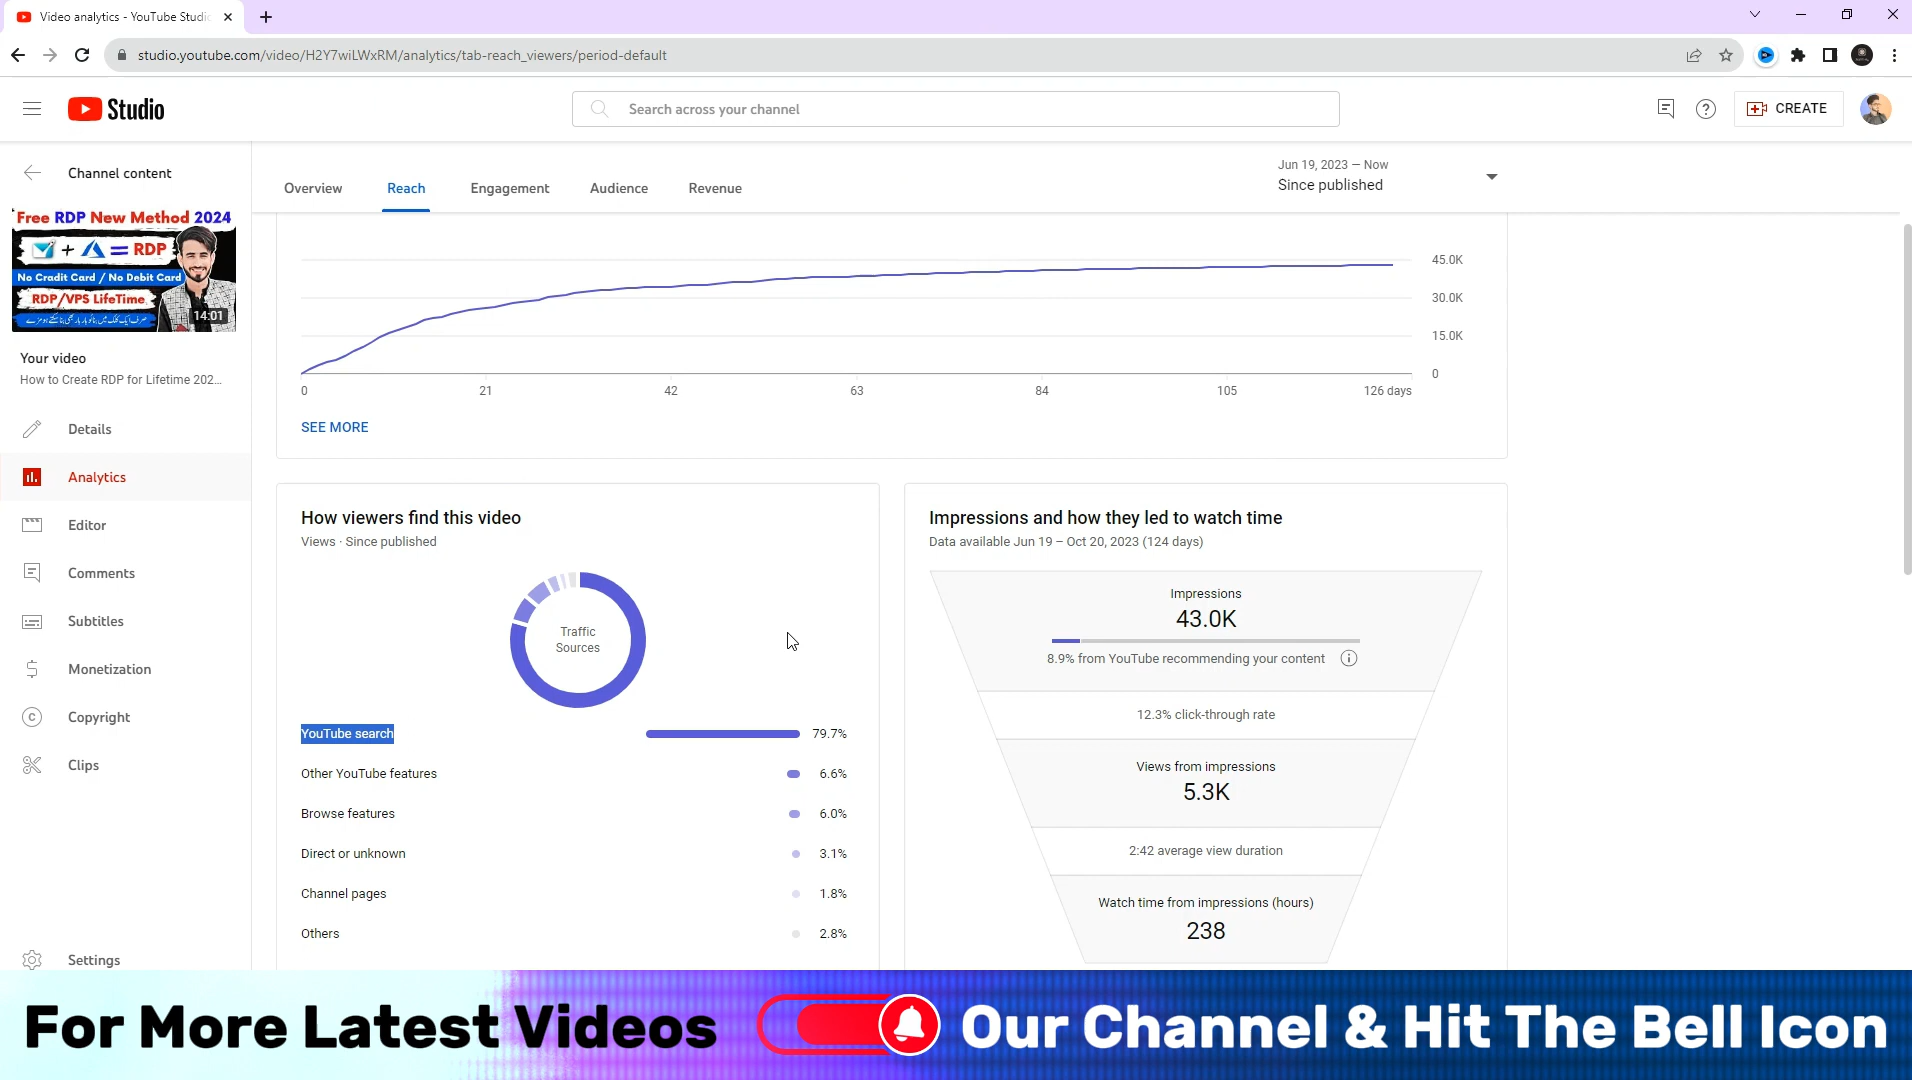 Video analytics - YouTube Studio
studio.youtube.com/video/H2Y7wiLWxRM/analytics/tab-reach_viewers/period-default
Studio
Search across your channel
CREATE
Channel content
Overview
Reach
Engagement
Audience
Revenue
Jun 19, 2023 – Now
Since published
Free RDP New Method 2024
+ = RDP
No Cradit Card / No Debit Card
RDP/VPS LifeTime
14:01
Your video
How to Create RDP for Lifetime 202...
Details
Analytics
Editor
Comments
Subtitles
Monetization
Copyright
Clips
Settings
45.0K
30.0K
15.0K
0
0 21 42 63 84 105 126 days
SEE MORE
How viewers find this video
Views · Since published
Traffic
Sources
YouTube search 79.7%
Other YouTube features 6.6%
Browse features 6.0%
Direct or unknown 3.1%
Channel pages 1.8%
Others 2.8%
Impressions and how they led to watch time
Data available Jun 19 – Oct 20, 2023 (124 days)
Impressions
43.0K
8.9% from YouTube recommending your content
12.3% click-through rate
Views from impressions
5.3K
2:42 average view duration
Watch time from impressions (hours)
238
For More Latest Videos
Our Channel & Hit The Bell Icon